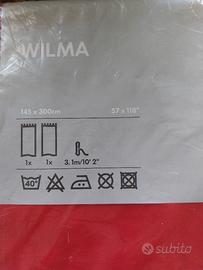 WILMA
145 x 300cm 57 x 118"
1x 1x 3.1m/10' 2"
40°
subito